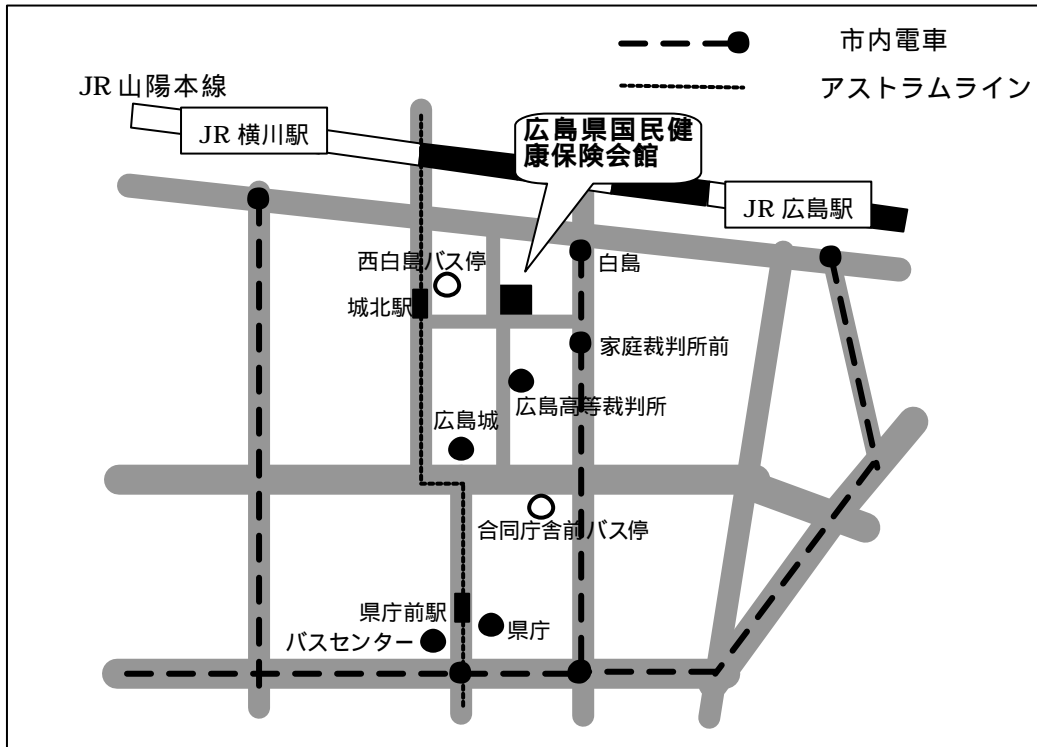 市内電車
JR 山陽本線
アストラムライン
JR 横川駅
広島県国民健
康保険会館
JR 広島駅
西白島バス停
白島
城北駅
家庭裁判所前
広島高等裁判所
広島城
合同庁舎前バス停
県庁前駅
県庁
バスセンター